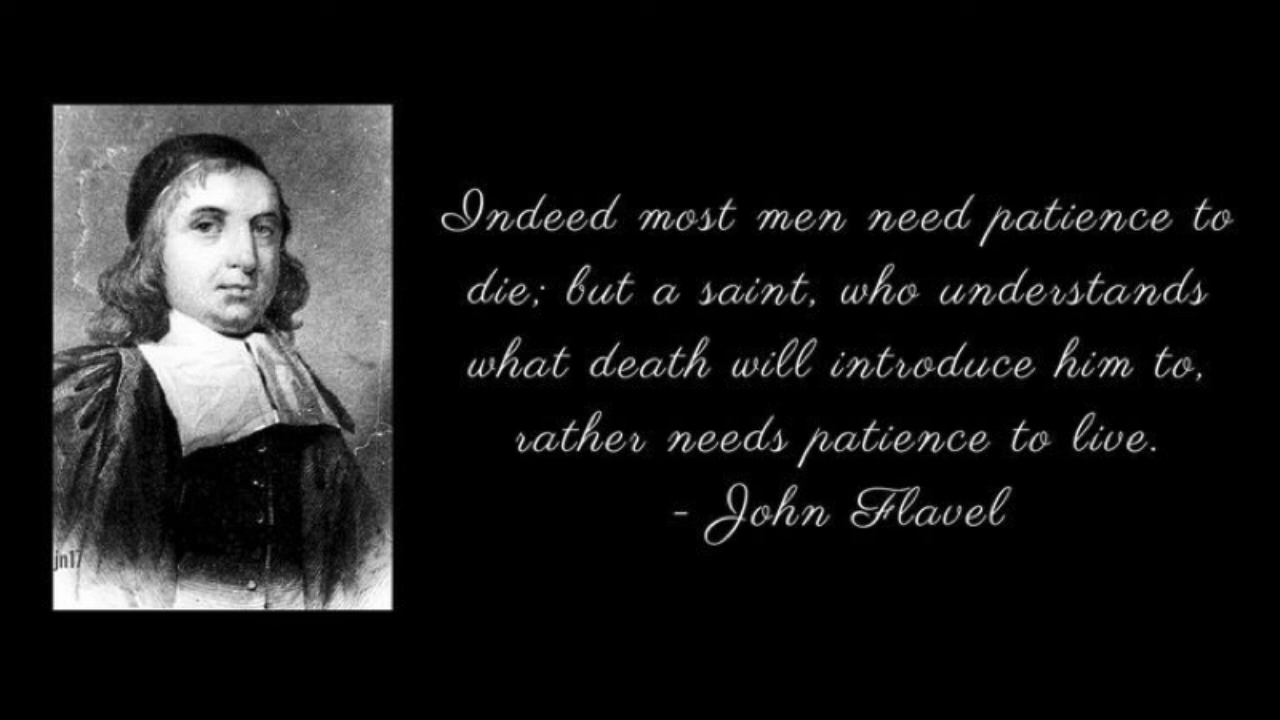 Indeed most men need patience to
die; but a saint, who understands
what death will introduce him to,
rather needs patience to live.
- John Flavel
jn17